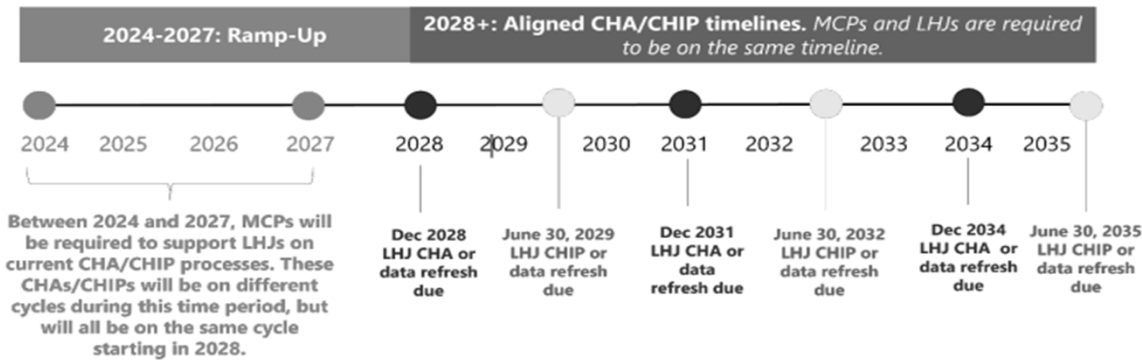 2024-2027: Ramp-Up
2028+: Aligned CHA/CHIP timelines. MCPs and LHJs are required
to be on the same timeline.
2024 2025 2026 2027 2028 2029 2030 2031 2032 2033 2034 2035
Between 2024 and 2027, MCPs will
be required to support LHJs on
current CHA/CHIP processes. These
CHAs/CHIPs will be on different
cycles during this time period, but
will all be on the same cycle
starting in 2028.
Dec 2028
LHJ CHA or
data refresh
due
June 30, 2029
LHJ CHIP or
data refresh
due
Dec 2031
LHJ CHA or
data
refresh due
June 30, 2032
LHJ CHIP or
data refresh
due
Dec 2034
LHJ CHA or
data refresh
due
June 30, 2035
LHJ CHIP or
data refresh
due